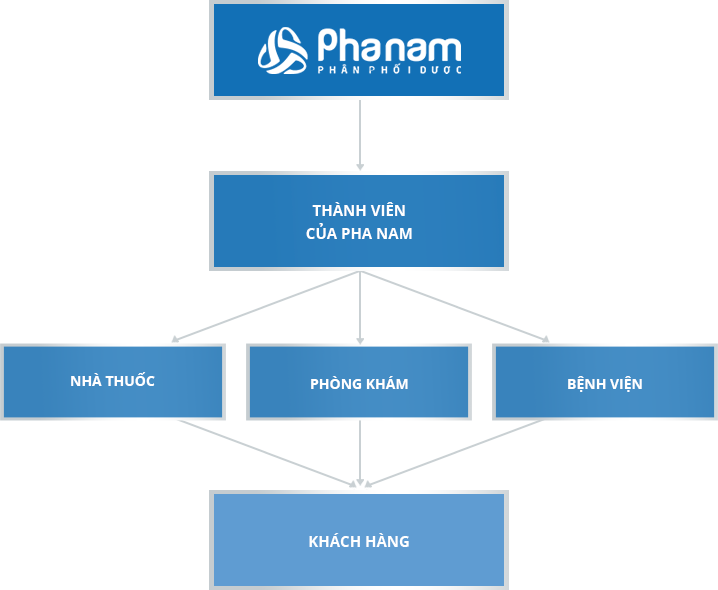 Phanam
PHÂN PHỐI DƯỢC
THÀNH VIÊN
CỦA PHA NAM
NHÀ THUỐC
PHÒNG KHÁM
BỆNH VIỆN
KHÁCH HÀNG